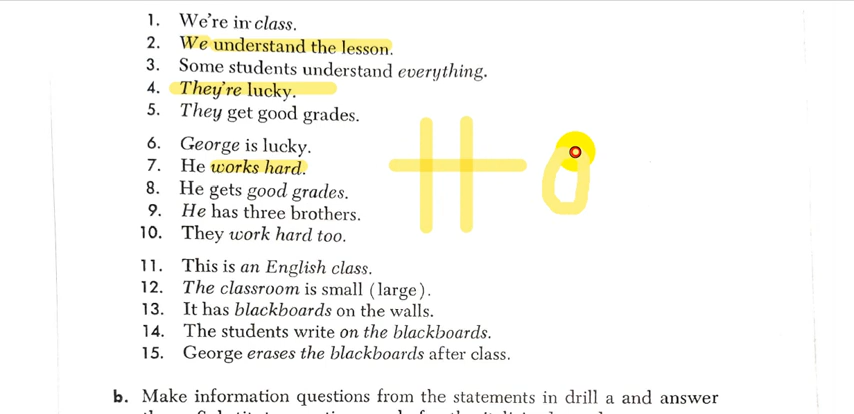 1. We're in class.
2. We understand the lesson.
3. Some students understand everything.
4. They're lucky.
5. They get good grades.
6. George is lucky.
7. He works hard.
8. He gets good grades.
9. He has three brothers.
10. They work hard too.
11. This is an English class.
12. The classroom is small (large).
13. It has blackboards on the walls.
14. The students write on the blackboards.
15. George erases the blackboards after class.
b. Make information questions from the statements in drill a and answer